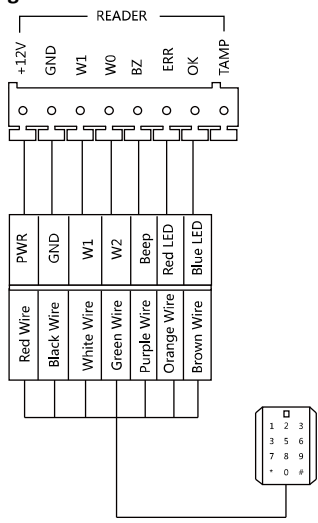 READER
+12V GND W1 W0 BZ ERR OK TAMP
PWR GND W1 W2 Beep Red LED Blue LED
Red Wire Black Wire White Wire Green Wire Purple Wire Orange Wire Brown Wire
1 2 3
3 5 6
7 8 9
* 0 #